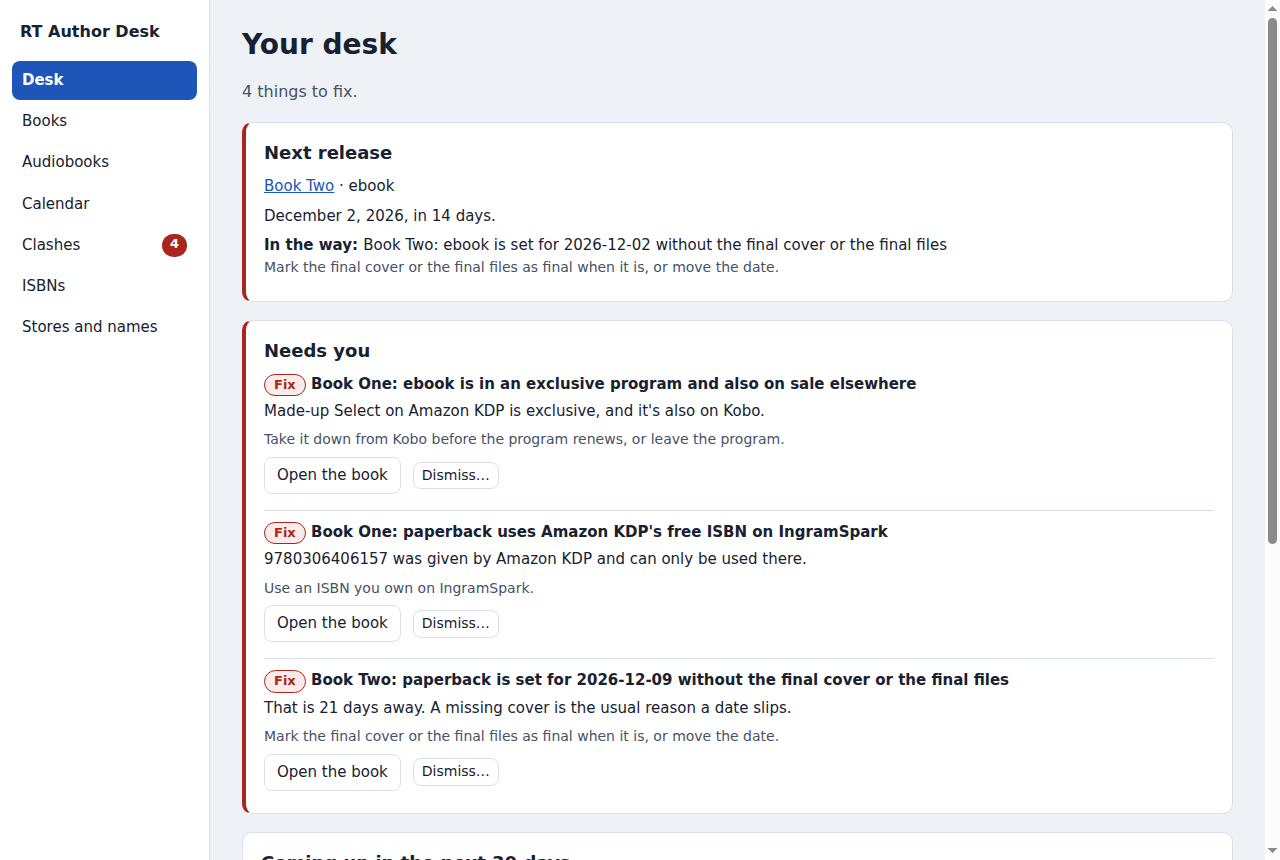 RT Author Desk
Desk
Books
Audiobooks
Calendar
Clashes 4
ISBNs
Stores and names
Your desk
4 things to fix.
Next release
Book Two · ebook
December 2, 2026, in 14 days.
In the way: Book Two: ebook is set for 2026-12-02 without the final cover or the final files
Mark the final cover or the final files as final when it is, or move the date.
Needs you
Fix Book One: ebook is in an exclusive program and also on sale elsewhere
Made-up Select on Amazon KDP is exclusive, and it's also on Kobo.
Take it down from Kobo before the program renews, or leave the program.
Open the book Dismiss…
Fix Book One: paperback uses Amazon KDP's free ISBN on IngramSpark
9780306406157 was given by Amazon KDP and can only be used there.
Use an ISBN you own on IngramSpark.
Open the book Dismiss…
Fix Book Two: paperback is set for 2026-12-09 without the final cover or the final files
That is 21 days away. A missing cover is the usual reason a date slips.
Mark the final cover or the final files as final when it is, or move the date.
Open the book Dismiss…
Coming up in the next 30 days